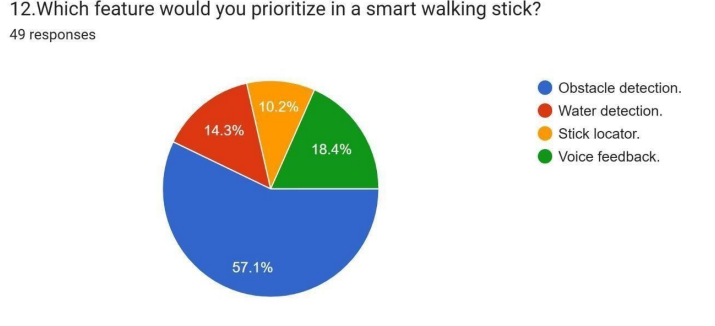 12.Which feature would you prioritize in a smart walking stick?
49 responses
Obstacle detection.
Water detection.
Stick locator.
Voice feedback.
10.2%
14.3%
18.4%
57.1%